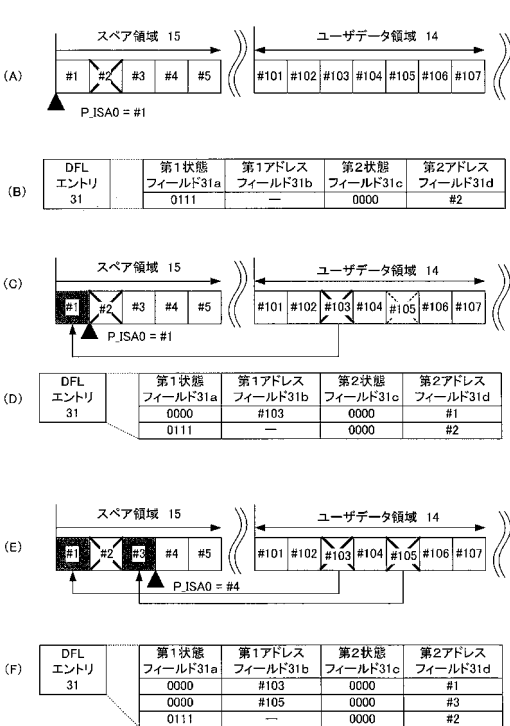 スペア領域 15
ユーザデータ領域 14
(A)
#1 #2 #3 #4 #5
#101 #102 #103 #104 #105 #106 #107
P_ISA0 = #1
(B)
DFL エントリ 31
第1状態フィールド31a 第1アドレスフィールド31b 第2状態フィールド31c 第2アドレスフィールド31d
0111 — 0000 #2
スペア領域 15
ユーザデータ領域 14
(C)
#1 #2 #3 #4 #5
#101 #102 #103 #104 #105 #106 #107
P_ISA0 = #1
(D)
DFL エントリ 31
第1状態フィールド31a 第1アドレスフィールド31b 第2状態フィールド31c 第2アドレスフィールド31d
0000 #103 0000 #1
0111 — 0000 #2
スペア領域 15
ユーザデータ領域 14
(E)
#1 #2 #3 #4 #5
#101 #102 #103 #104 #105 #106 #107
P_ISA0 = #4
(F)
DFL エントリ 31
第1状態フィールド31a 第1アドレスフィールド31b 第2状態フィールド31c 第2アドレスフィールド31d
0000 #103 0000 #1
0000 #105 0000 #3
0111 — 0000 #2